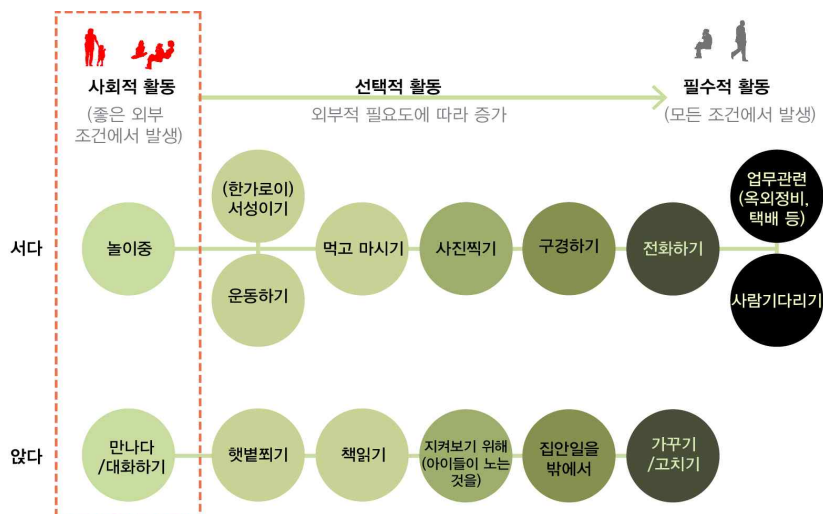 사회적 활동
(좋은 외부
조건에서 발생)
선택적 활동
외부적 필요도에 따라 증가
필수적 활동
(모든 조건에서 발생)
서다
놀이중
(한가로이)
서성이기
운동하기
먹고 마시기
사진찍기
구경하기
전화하기
업무관련
(옥외정비,
택배 등)
사람기다리기
앉다
만나다
/대화하기
햇볕쬐기
책읽기
지켜보기 위해
(아이들이 노는
것을)
집안일을
밖에서
가꾸기
/고치기